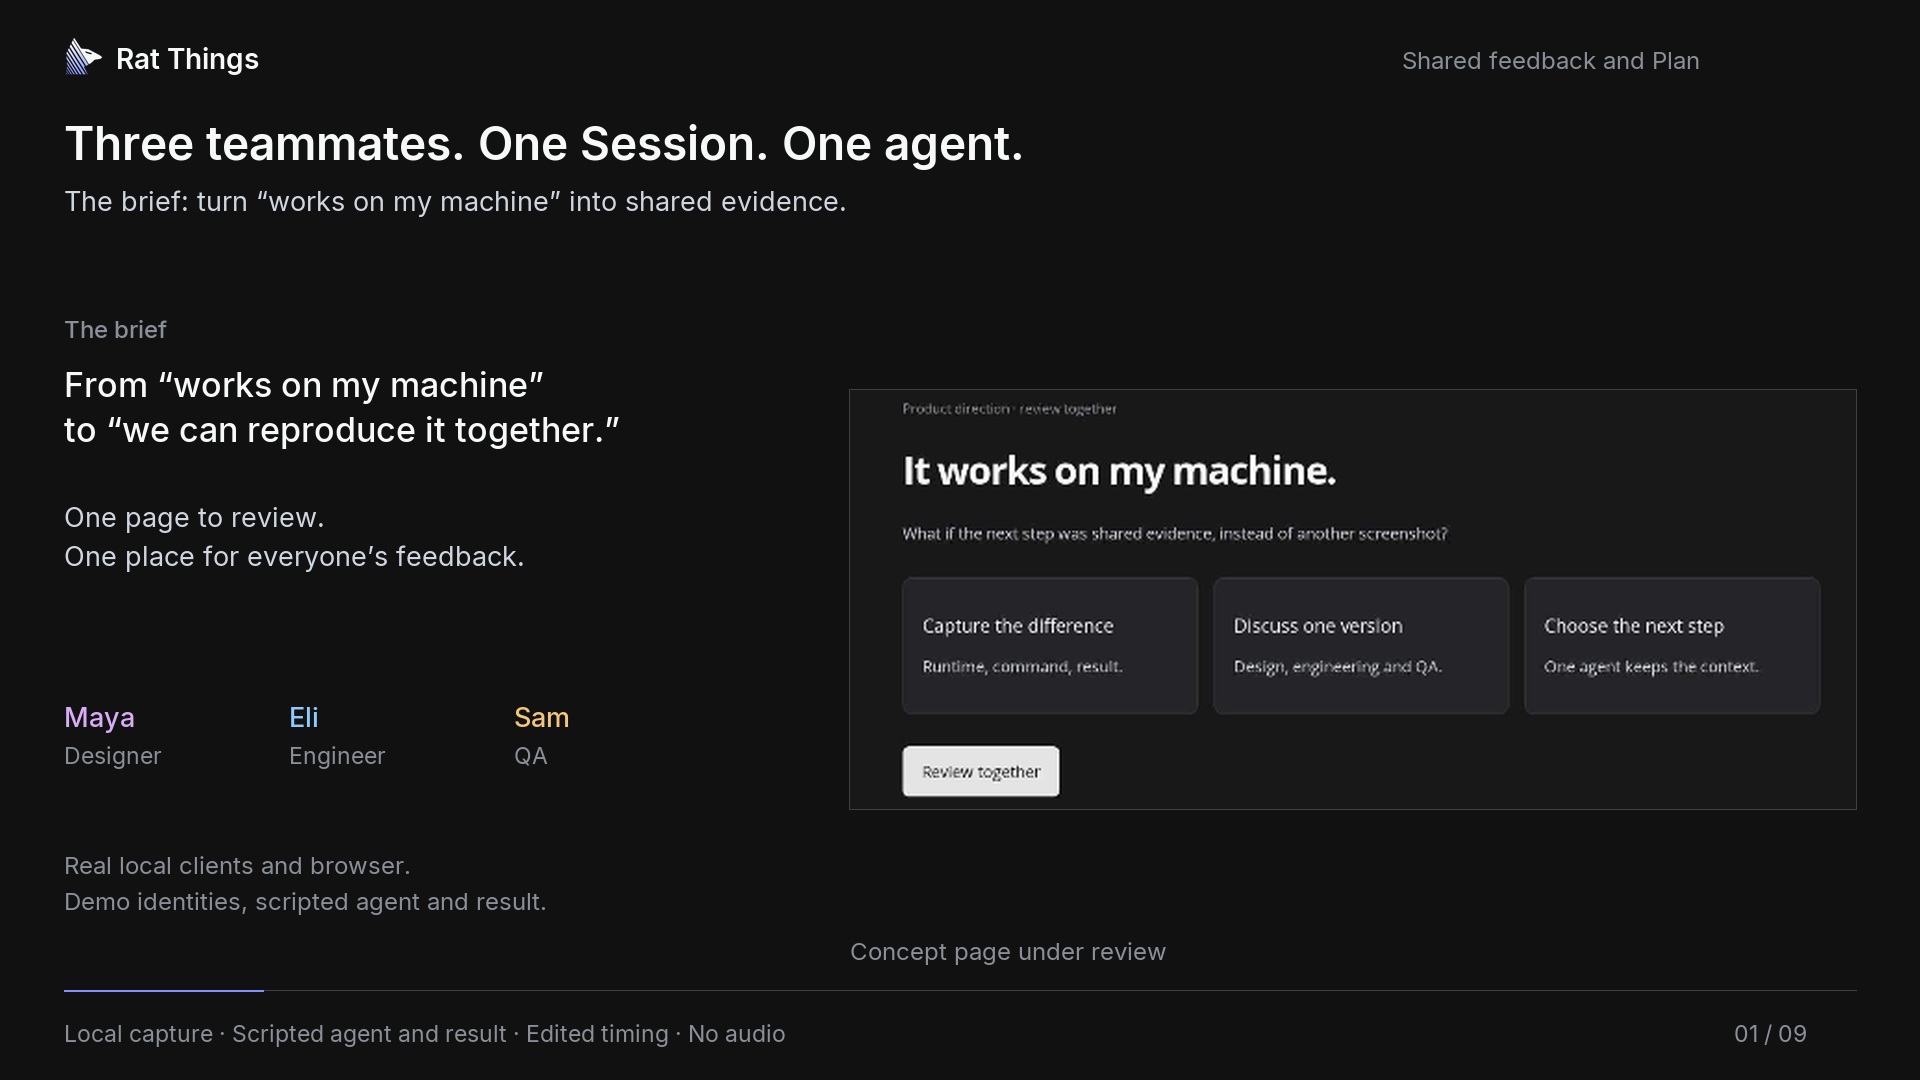 Rat Things
Shared feedback and Plan
Three teammates. One Session. One agent.
The brief: turn “works on my machine” into shared evidence.
The brief
From “works on my machine”
to “we can reproduce it together.”
One page to review.
One place for everyone’s feedback.
Maya
Designer
Eli
Engineer
Sam
QA
Real local clients and browser.
Demo identities, scripted agent and result.
Product direction · review together
It works on my machine.
What if the next step was shared evidence, instead of another screenshot?
Capture the difference
Runtime, command, result.
Discuss one version
Design, engineering and QA.
Choose the next step
One agent keeps the context.
Review together
Concept page under review
Local capture · Scripted agent and result · Edited timing · No audio
01 / 09